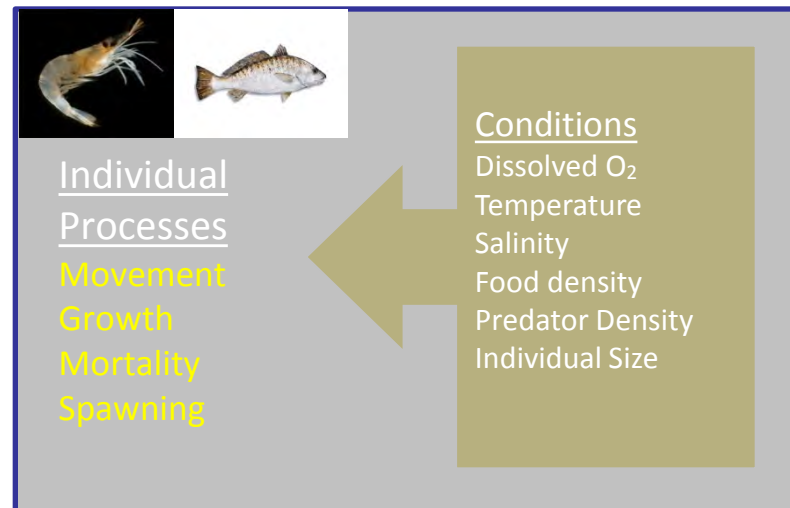 Individual
Processes
Movement
Growth
Mortality
Spawning
Conditions
Dissolved O₂
Temperature
Salinity
Food density
Predator Density
Individual Size